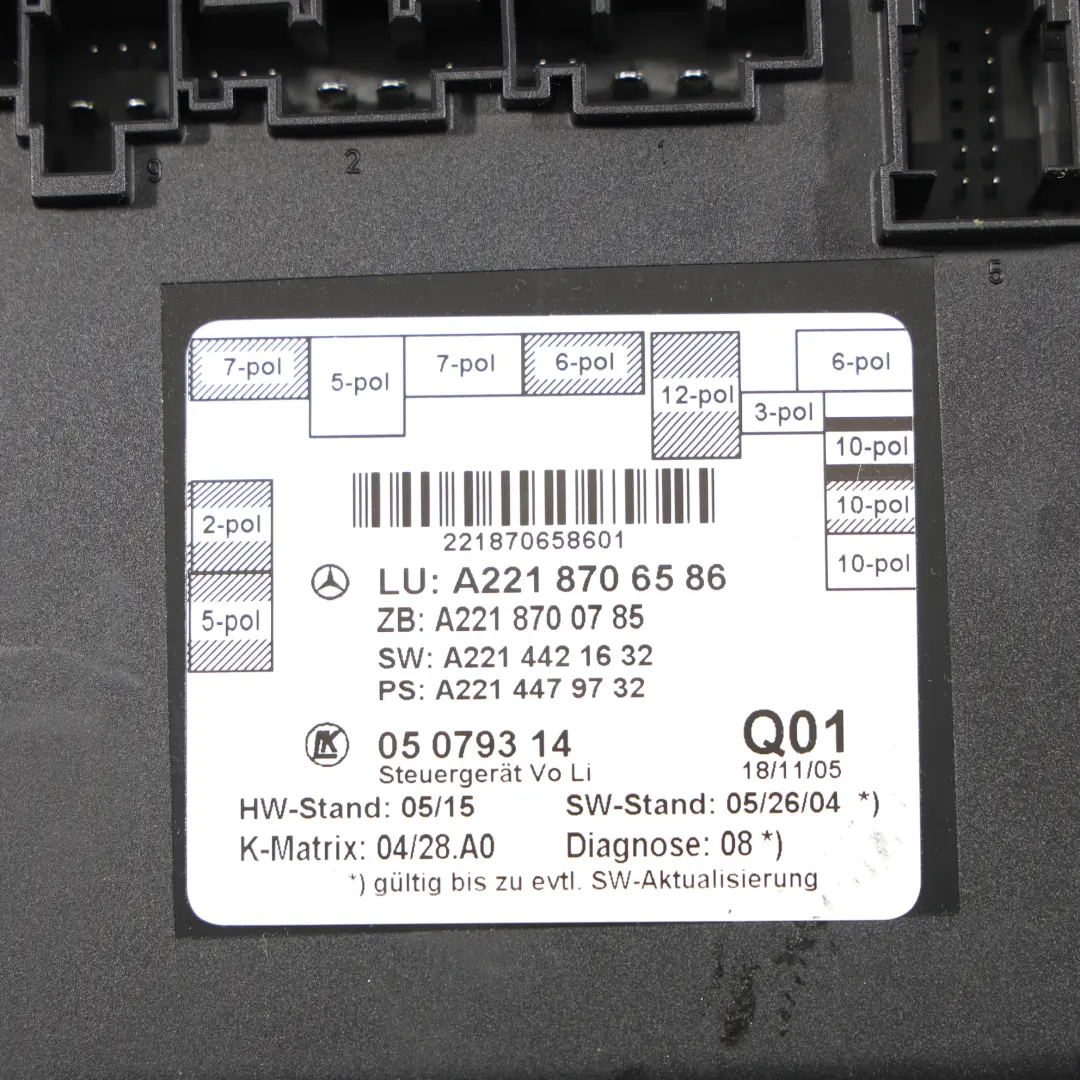 9
2
1
5
7-pol
5-pol
7-pol
6-pol
12-pol
3-pol
6-pol
10-pol
10-pol
10-pol
2-pol
5-pol
221870658601
LU: A221 870 65 86
ZB: A221 870 07 85
SW: A221 442 16 32
PS: A221 447 97 32
LK 05 0793 14
Q01
Steuergerät Vo Li
18/11/05
HW-Stand: 05/15 SW-Stand: 05/26/04 *)
K-Matrix: 04/28.A0 Diagnose: 08 *)
*) gültig bis zu evtl. SW-Aktualisierung